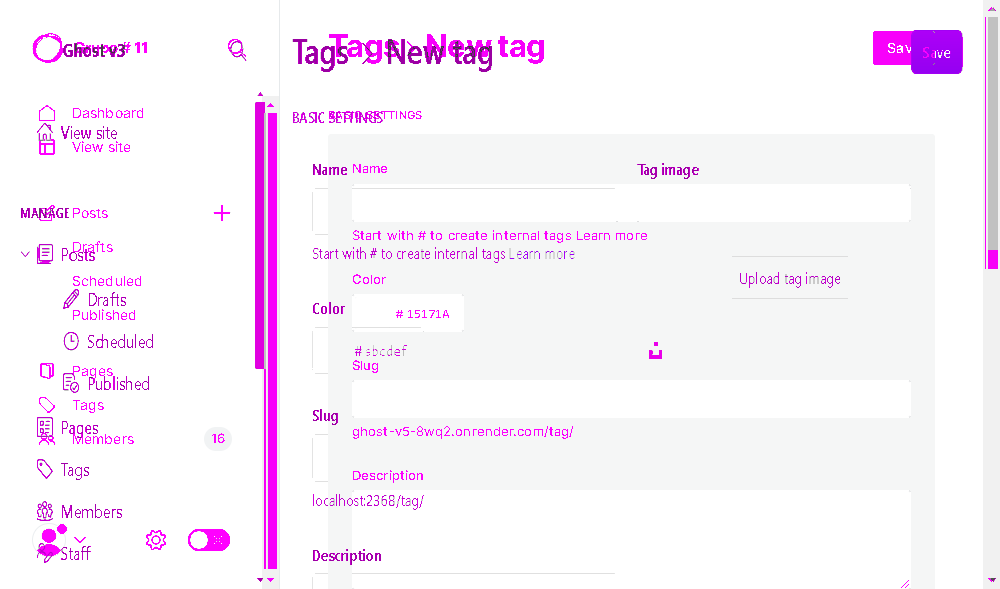 Ghost v3
Grupo # 11
Tags > New tag
Tags > New tag
Save
Save
Dashboard
View site
View site
BASIC SETTINGS
BASIC SETTINGS
MANAGE
Posts
Drafts
Posts
Scheduled
Drafts
Published
Scheduled
Pages
Published
Tags
Pages
Members
16
Tags
Members
Staff
Name
Name
Tag image
Start with # to create internal tags Learn more
Start with # to create internal tags Learn more
Color
Upload tag image
Color
# 15171A
# abcdef
Slug
Slug
ghost-v5-8wq2.onrender.com/tag/
Description
localhost:2368/tag/
Description